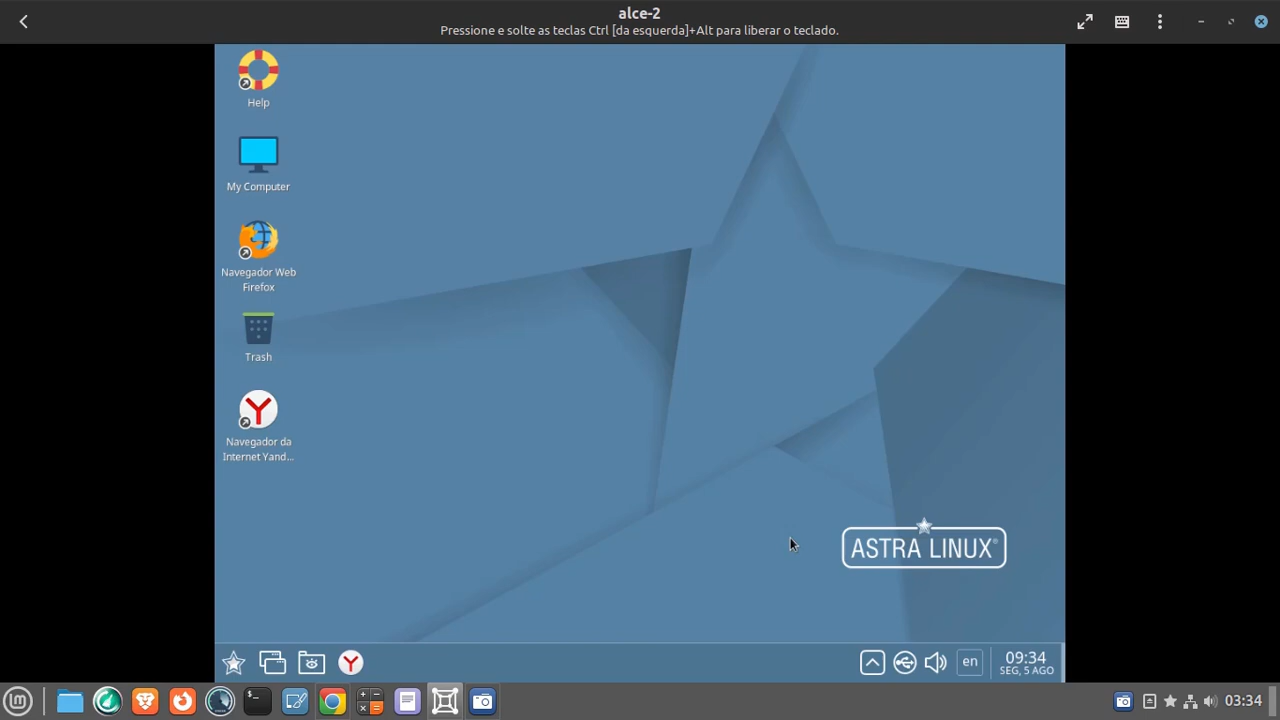 alce-2
Pressione e solte as teclas Ctrl [da esquerda]+Alt para liberar o teclado.
Help
My Computer
Navegador Web
Firefox
Trash
Navegador da
Internet Yand...
ASTRA LINUX®
en
09:34
SEG, 5 AGO
03:34